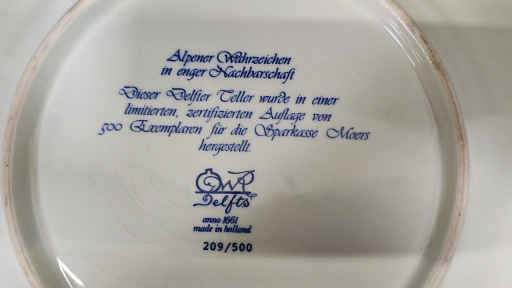 Alpener Wahrzeichen
in enger Nachbarschaft
Dieser Delfter Teller wurde in einer
limitierten, zertifizierten Auflage von
500 Exemplaren für die Sparkasse Moers
hergestellt.
Delfts
anno 1661
made in holland
209/500